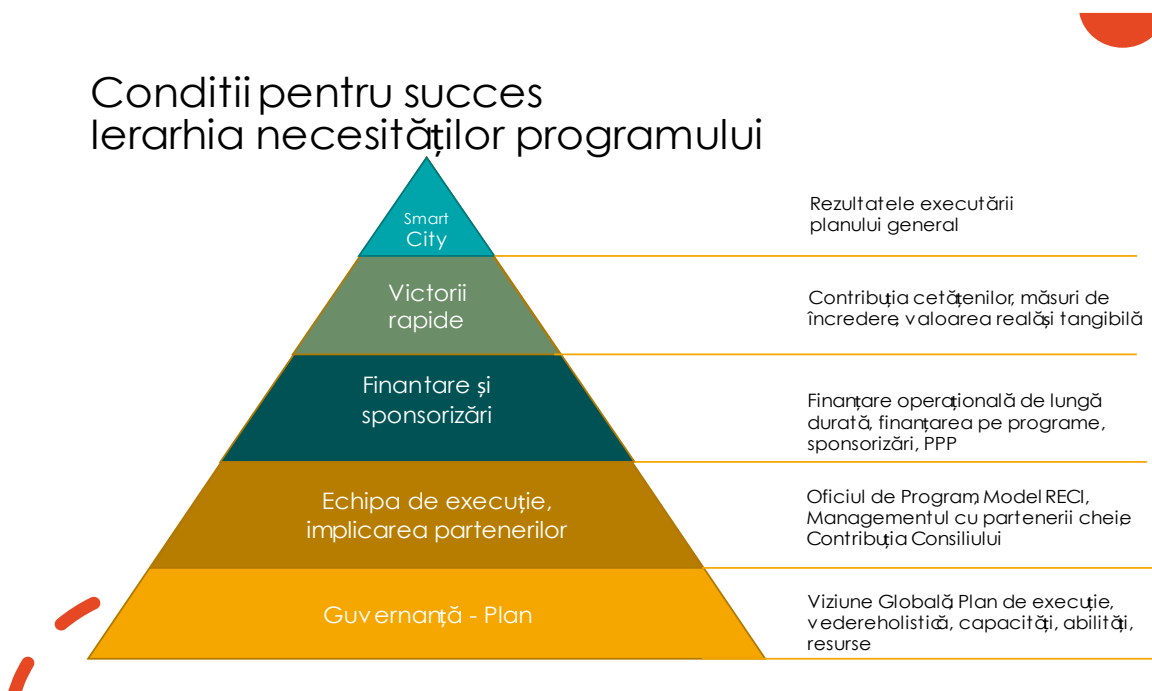 Conditii pentru succes
Ierarhia necesităților programului
Smart
City
Rezultatele executării
planului general
Victorii
rapide
Contribuția cetățenilor, măsuri de
încredere, valoarea reală și tangibilă
Finantare și
sponsorizări
Finanțare operațională de lungă
durată, finanțarea pe programe,
sponsorizări, PPP
Echipa de execuție,
implicarea partenerilor
Oficiul de Program, Model RECI,
Managementul cu partenerii cheie,
Contribuția Consiliului
Guvernanță - Plan
Viziune Globală, Plan de execuție,
vedere holistică, capacități, abilități,
resurse